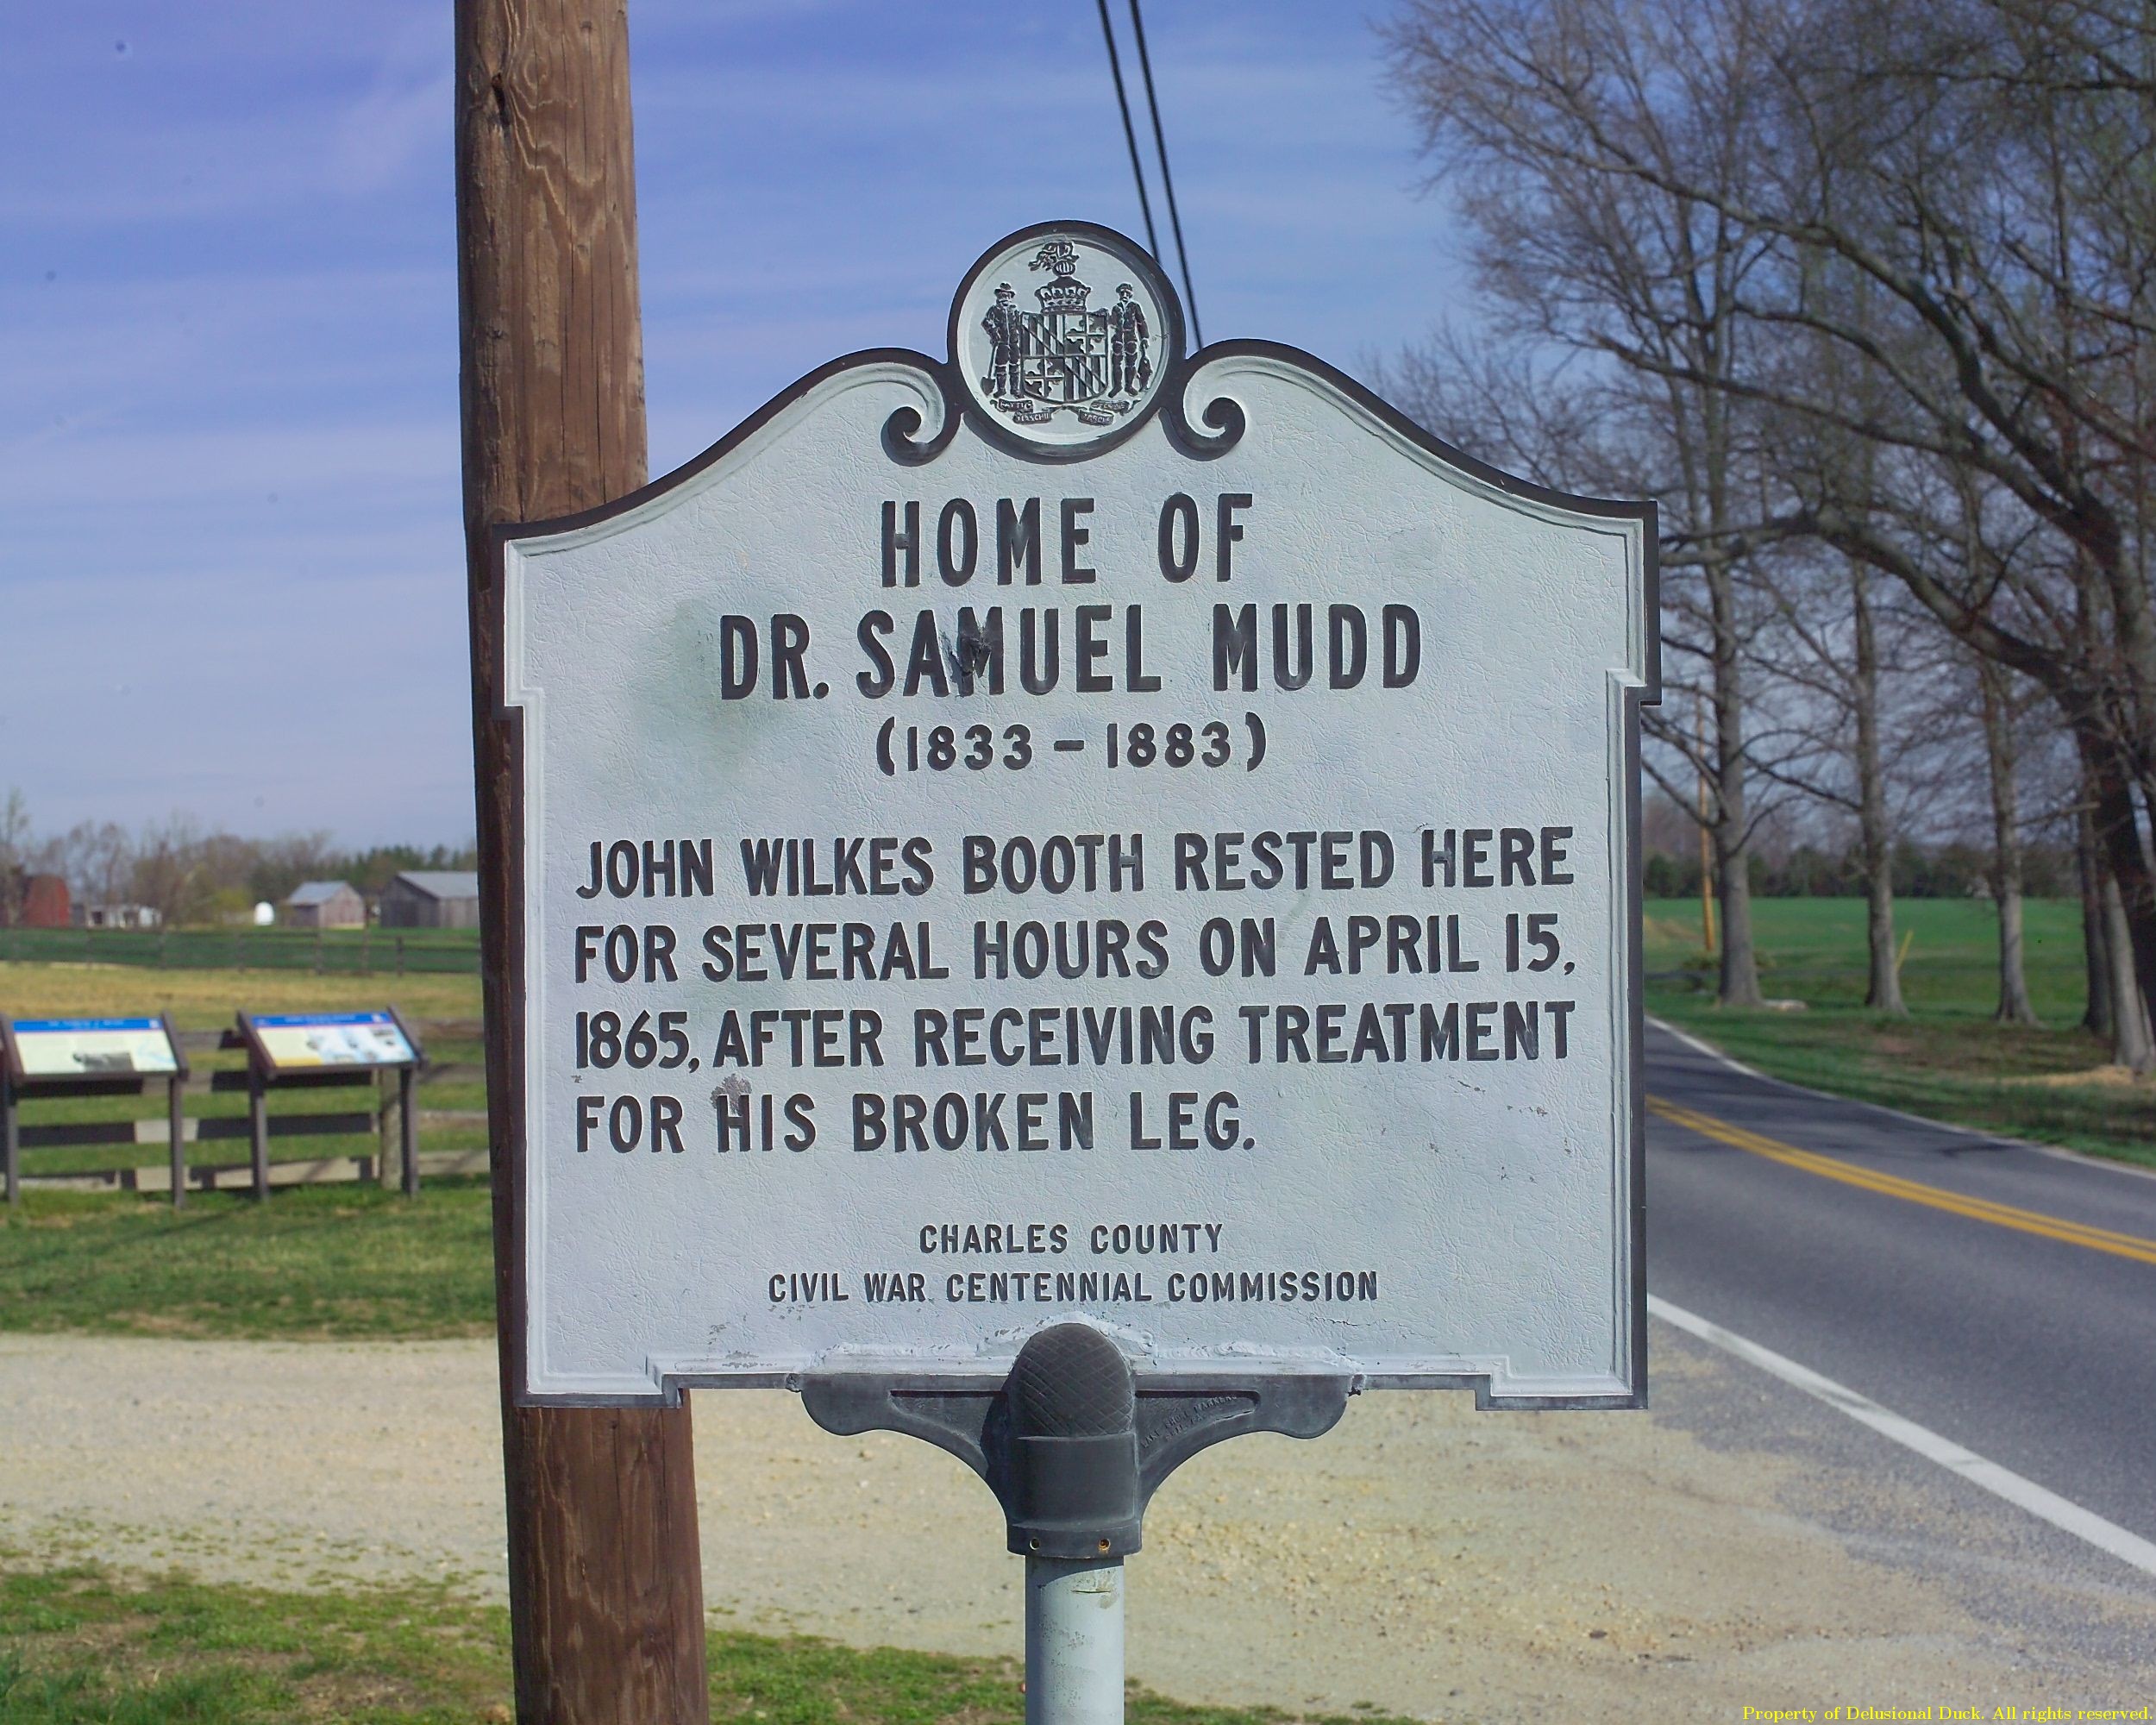 HOME OF
DR. SAMUEL MUDD
(1833 – 1883)
JOHN WILKES BOOTH RESTED HERE
FOR SEVERAL HOURS ON APRIL 15,
1865, AFTER RECEIVING TREATMENT
FOR HIS BROKEN LEG.
CHARLES COUNTY
CIVIL WAR CENTENNIAL COMMISSION
Property of Delusional Duck. All rights reserved.